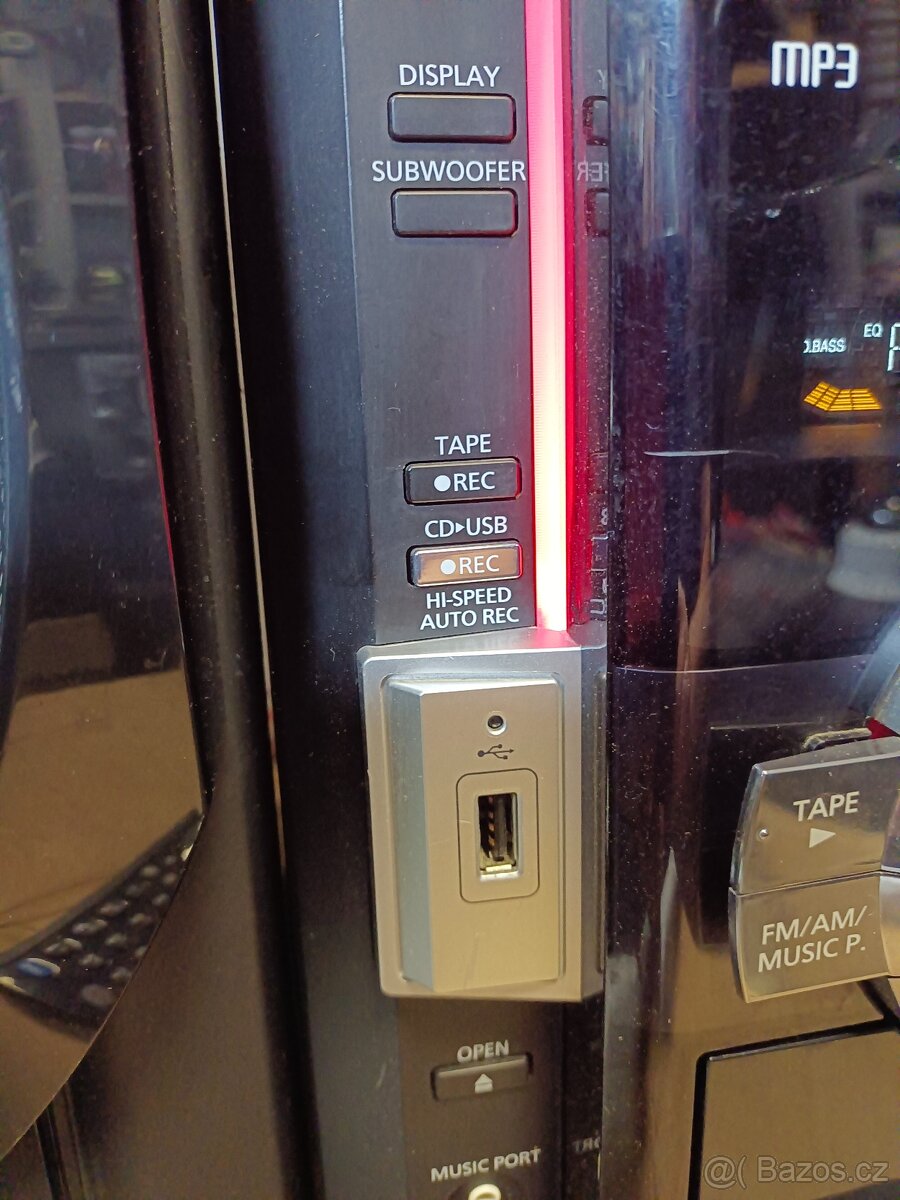 DISPLAY
MP3
SUBWOOFER
EQ
D.BASS
TAPE
●REC
CD▶USB
●REC
HI-SPEED
AUTO REC
TAPE
▶
FM/AM/
MUSIC P.
OPEN
MUSIC PORT
@( Bazos.cz